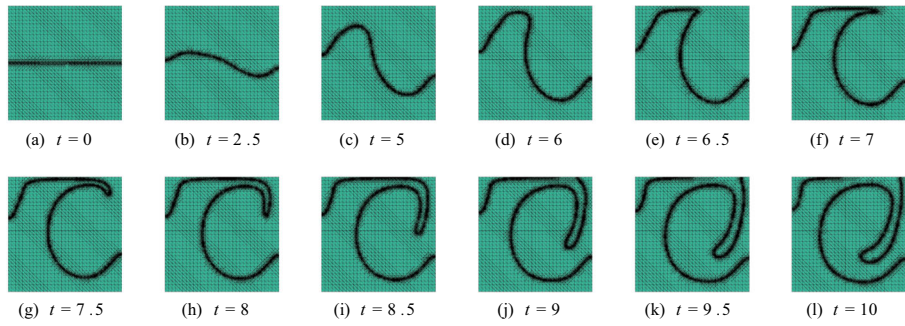 (a) t = 0 (b) t = 2 .5 (c) t = 5 (d) t = 6 (e) t = 6 .5 (f) t = 7
(g) t = 7 .5 (h) t = 8 (i) t = 8 .5 (j) t = 9 (k) t = 9 .5 (l) t = 10